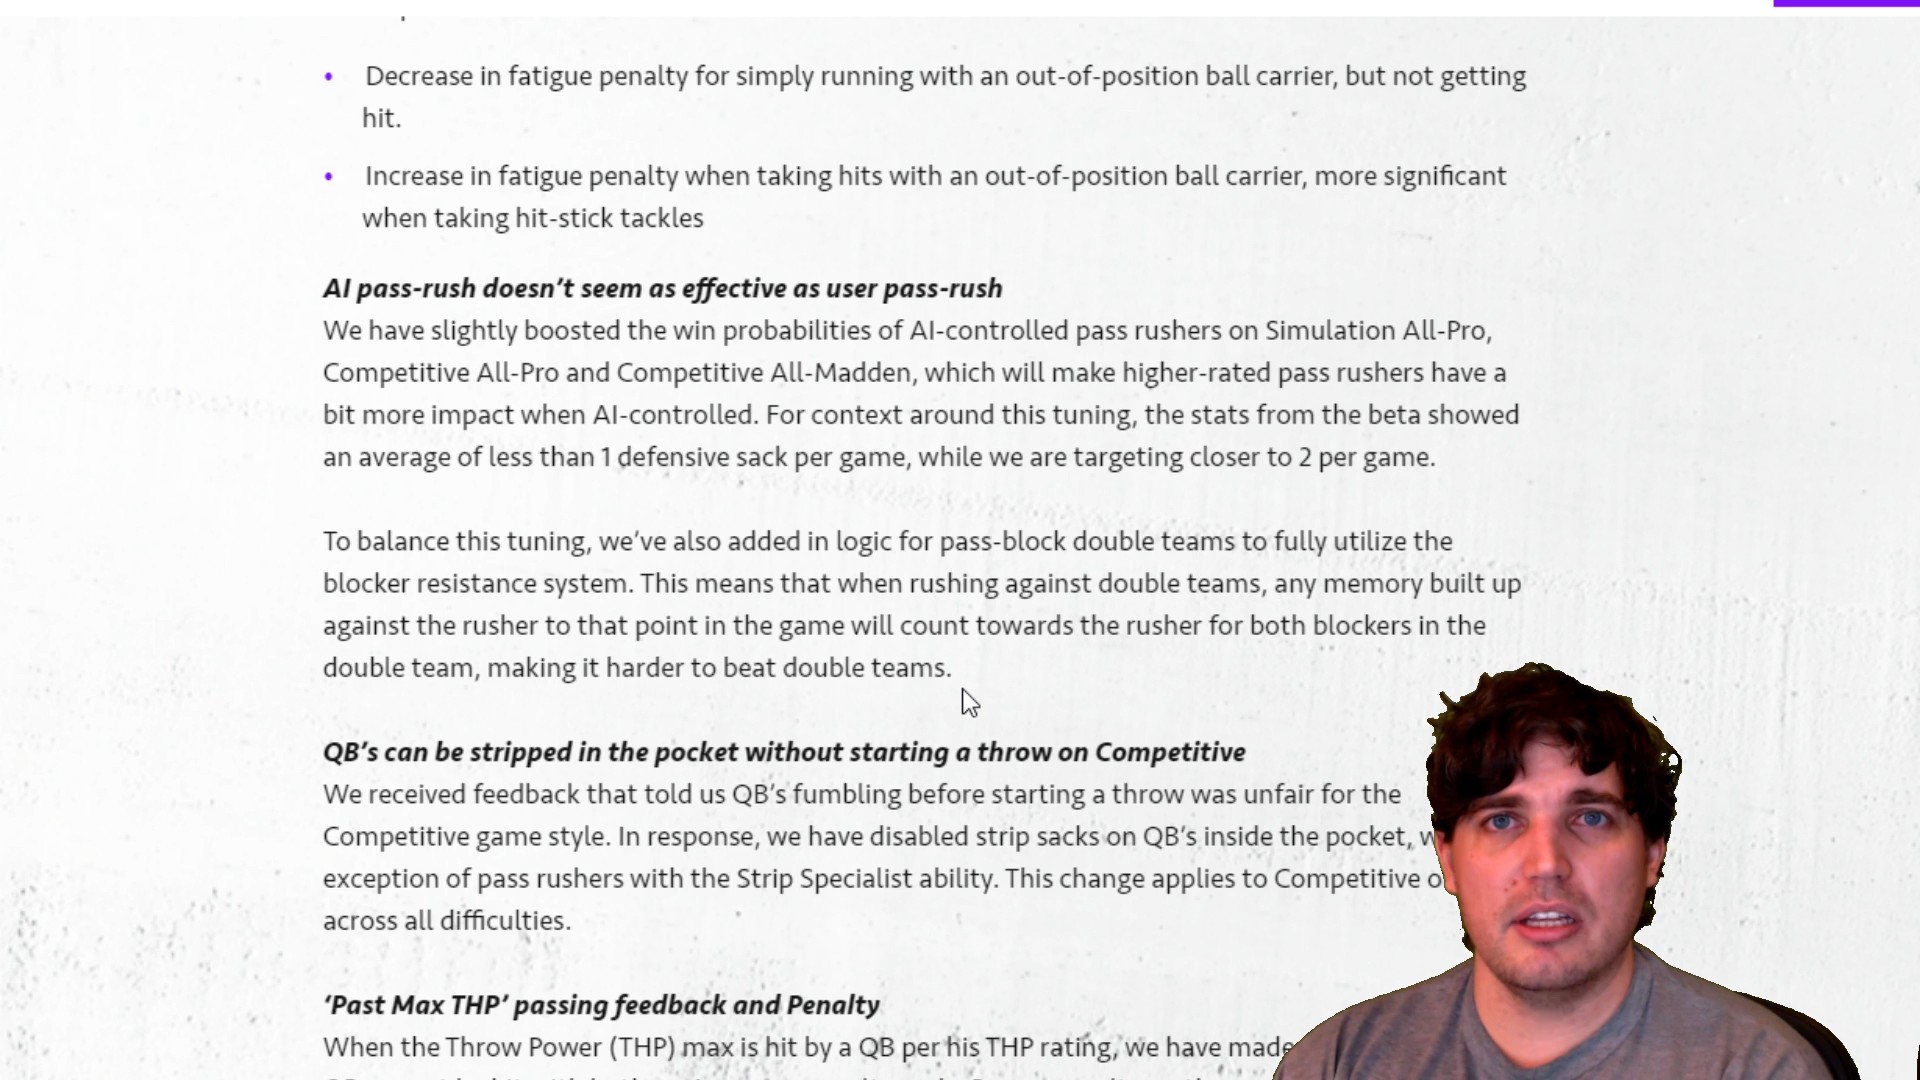 • Decrease in fatigue penalty for simply running with an out-of-position ball carrier, but not getting
hit.
• Increase in fatigue penalty when taking hits with an out-of-position ball carrier, more significant
when taking hit-stick tackles
AI pass-rush doesn’t seem as effective as user pass-rush
We have slightly boosted the win probabilities of AI-controlled pass rushers on Simulation All-Pro,
Competitive All-Pro and Competitive All-Madden, which will make higher-rated pass rushers have a
bit more impact when AI-controlled. For context around this tuning, the stats from the beta showed
an average of less than 1 defensive sack per game, while we are targeting closer to 2 per game.
To balance this tuning, we’ve also added in logic for pass-block double teams to fully utilize the
blocker resistance system. This means that when rushing against double teams, any memory built up
against the rusher to that point in the game will count towards the rusher for both blockers in the
double team, making it harder to beat double teams.
QB’s can be stripped in the pocket without starting a throw on Competitive
We received feedback that told us QB’s fumbling before starting a throw was unfair for the
Competitive game style. In response, we have disabled strip sacks on QB’s inside the pocket,
exception of pass rushers with the Strip Specialist ability. This change applies to Competitive
across all difficulties.
‘Past Max THP’ passing feedback and Penalty
When the Throw Power (THP) max is hit by a QB per his THP rating, we have made